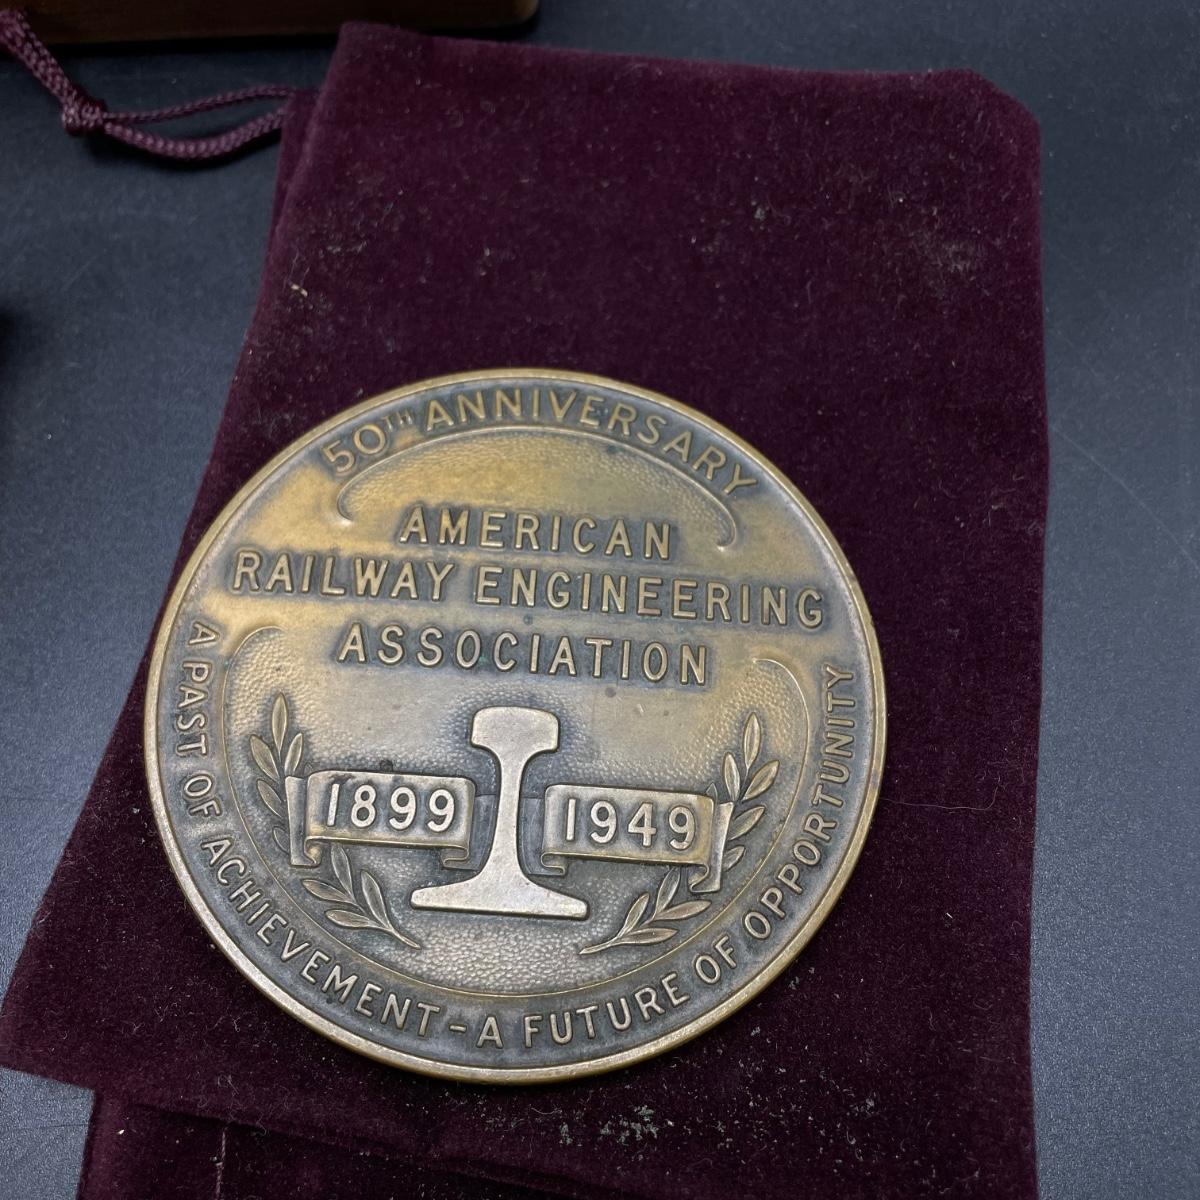 50TH ANNIVERSARY
AMERICAN
RAILWAY ENGINEERING
ASSOCIATION
1899 1949
A PAST OF ACHIEVEMENT - A FUTURE OF OPPORTUNITY